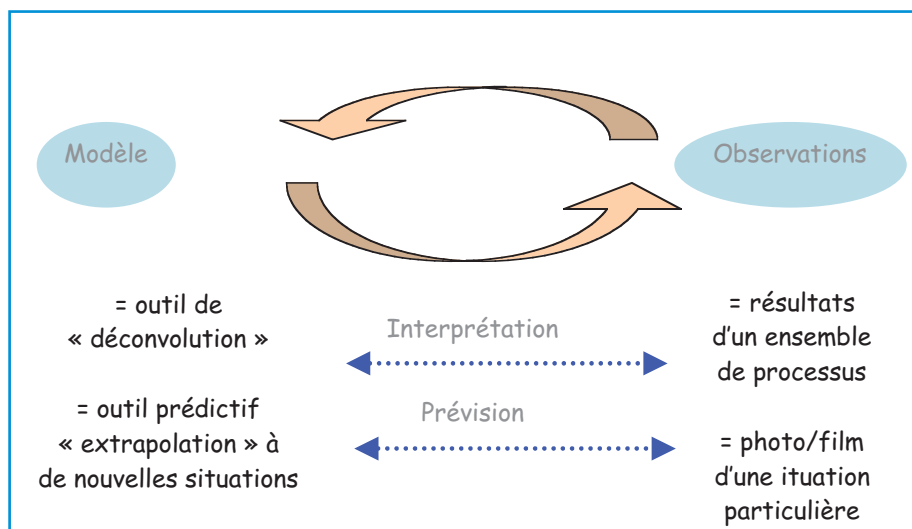 Modèle
Observations
= outil de
« déconvolution »
Interprétation
= résultats
d'un ensemble
de processus
= outil prédictif
« extrapolation » à
de nouvelles situations
Prévision
= photo/film
d'une ituation
particulière